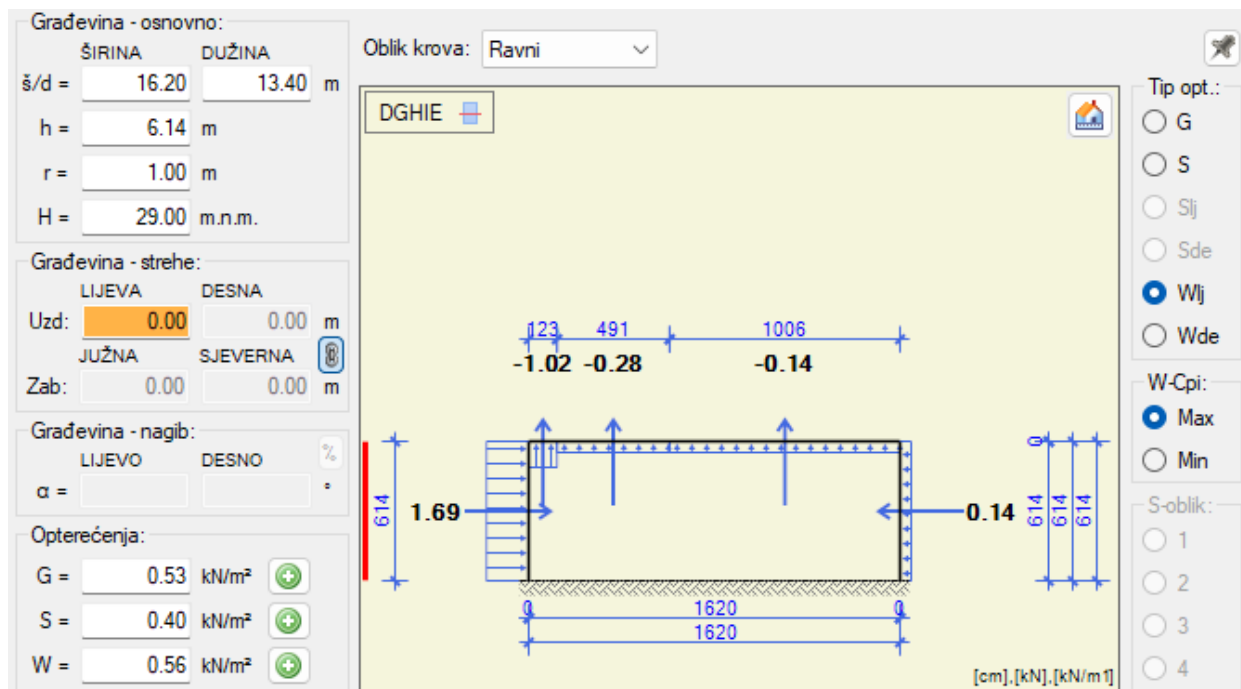 Građevina - osnovno:
ŠIRINA DUŽINA
š/d = 16.20 13.40 m
h = 6.14 m
r = 1.00 m
H = 29.00 m.n.m.
Građevina - strehe:
LIJEVA DESNA
Uzd: 0.00 0.00 m
JUŽNA SJEVERNA
Zab: 0.00 0.00 m
Građevina - nagib:
LIJEVO DESNO %
α = °
Opterećenja:
G = 0.53 kN/m²
S = 0.40 kN/m²
W = 0.56 kN/m²
Oblik krova: Ravni
DGHIE
123 491 1006
-1.02 -0.28 -0.14
614 1.69 0.14 0 614 614 614
0 1620 0
1620
[cm],[kN],[kN/m1]
Tip opt.:
G
S
Slj
Sde
Wlj
Wde
W-Cpi:
Max
Min
S-oblik:
1
2
3
4